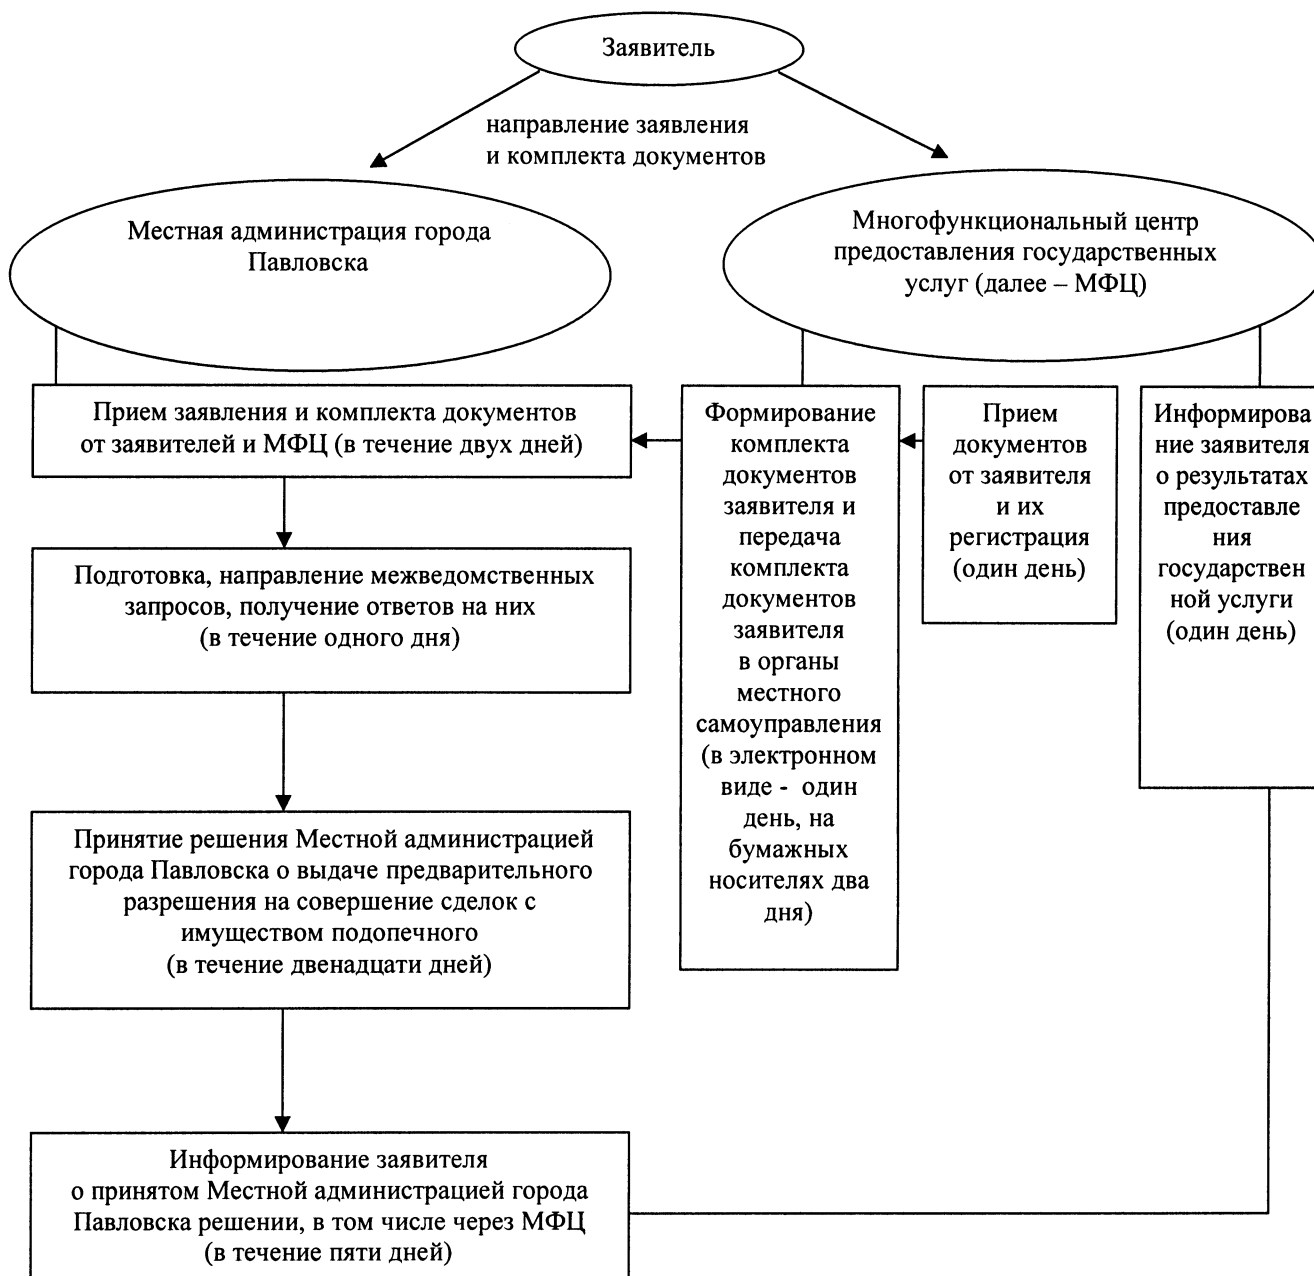 Заявитель
направление заявления
и комплекта документов
Местная администрация города
Павловска
Многофункциональный центр
предоставления государственных
услуг (далее – МФЦ)
Прием заявления и комплекта документов
от заявителей и МФЦ (в течение двух дней)
Формирование
комплекта
документов
заявителя и
передача
комплекта
документов
заявителя
в органы
местного
самоуправления
(в электронном
виде - один
день, на
бумажных
носителях два
дня)
Прием
документов
от заявителя
и их
регистрация
(один день)
Информирова
ние заявителя
о результатах
предоставле
ния
государствен
ной услуги
(один день)
Подготовка, направление межведомственных
запросов, получение ответов на них
(в течение одного дня)
Принятие решения Местной администрацией
города Павловска о выдаче предварительного
разрешения на совершение сделок с
имуществом подопечного
(в течение двенадцати дней)
Информирование заявителя
о принятом Местной администрацией города
Павловска решении, в том числе через МФЦ
(в течение пяти дней)